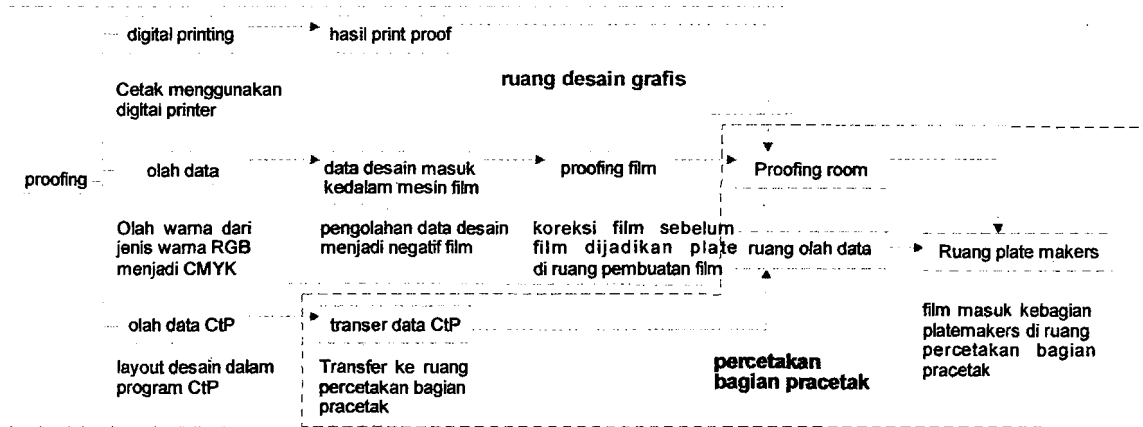 digital printing
hasil print proof
Cetak menggunakan
digital printer
ruang desain grafis
proofing
olah data
data desain masuk
kedalam mesin film
proofing film
Proofing room
Olah warna dari
jenis warna RGB
menjadi CMYK
pengolahan data desain
menjadi negatif film
koreksi film sebelum
film dijadikan plate
di ruang pembuatan film
ruang olah data
Ruang plate makers
olah data CtP
transer data CtP
film masuk kebagian
platemakers di ruang
percetakan bagian
pracetak
layout desain dalam
program CtP
Transfer ke ruang
percetakan bagian
pracetak
percetakan
bagian pracetak